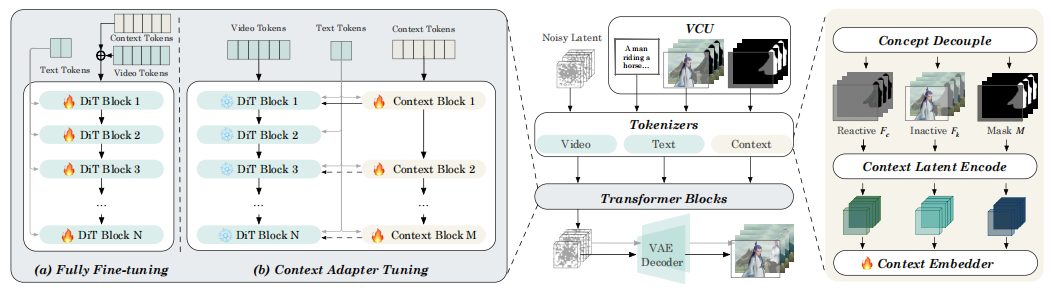 Context Tokens
Text Tokens
Video Tokens
DiT Block 1
DiT Block 2
DiT Block 3
...
DiT Block N
(a) Fully Fine-tuning
Video Tokens
Text Tokens
Context Tokens
DiT Block 1
Context Block 1
DiT Block 2
DiT Block 3
Context Block 2
...
...
DiT Block N
Context Block M
(b) Context Adapter Tuning
Noisy Latent
VCU
A man
riding a
horse...
Tokenizers
Video
Text
Context
Transformer Blocks
VAE
Decoder
Concept Decouple
Reactive F_c
Inactive F_k
Mask M
Context Latent Encode
Context Embedder